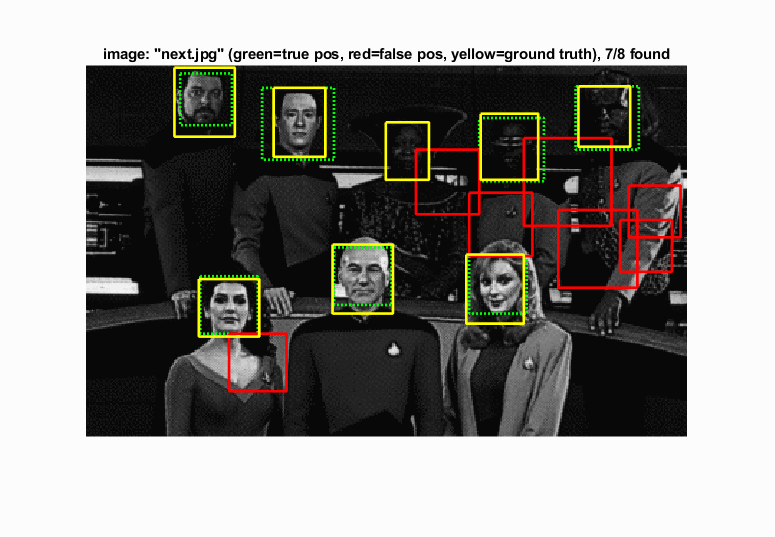 image: "next.jpg" (green=true pos, red=false pos, yellow=ground truth), 7/8 found